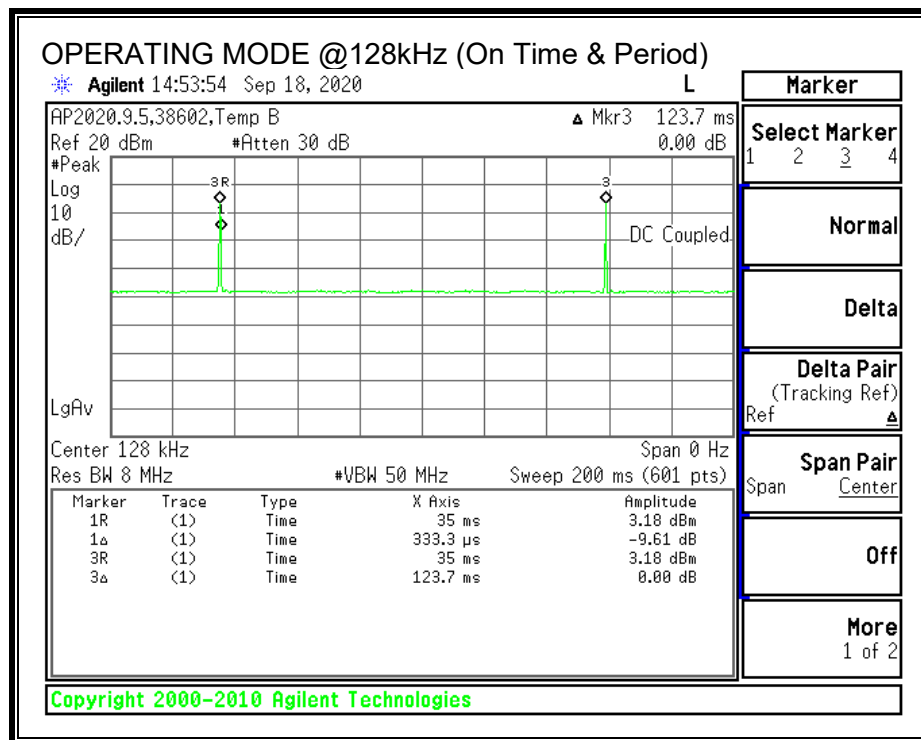 OPERATING MODE @128kHz (On Time & Period)
Agilent 14:53:54 Sep 18, 2020 L
AP2020.9.5,38602,Temp B ▵ Mkr3 123.7 ms
Ref 20 dBm #Atten 30 dB 0.00 dB
#Peak
Log
10
dB/
3R
1
3
DC Coupled
LgAv
Center 128 kHz Span 0 Hz
Res BW 8 MHz #VBW 50 MHz Sweep 200 ms (601 pts)
Marker Trace Type X Axis Amplitude
1R (1) Time 35 ms 3.18 dBm
1▵ (1) Time 333.3 µs -9.61 dB
3R (1) Time 35 ms 3.18 dBm
3▵ (1) Time 123.7 ms 0.00 dB
Copyright 2000-2010 Agilent Technologies
Marker
Select Marker
1 2 3 4
Normal
Delta
Delta Pair
(Tracking Ref)
Ref ▵
Span Pair
Span Center
Off
More
1 of 2